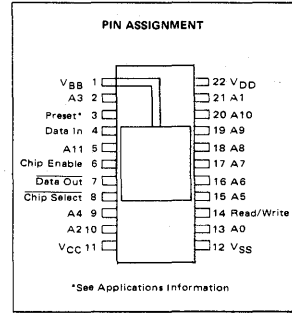 PIN ASSIGNMENT
VBB 1
A3 2
Preset* 3
Data In 4
A11 5
Chip Enable 6
Data Out 7
Chip Select 8
A4 9
A2 10
VCC 11
22 VDD
21 A1
20 A10
19 A9
18 A8
17 A7
16 A6
15 A5
14 Read/Write
13 A0
12 VSS
*See Applications Information